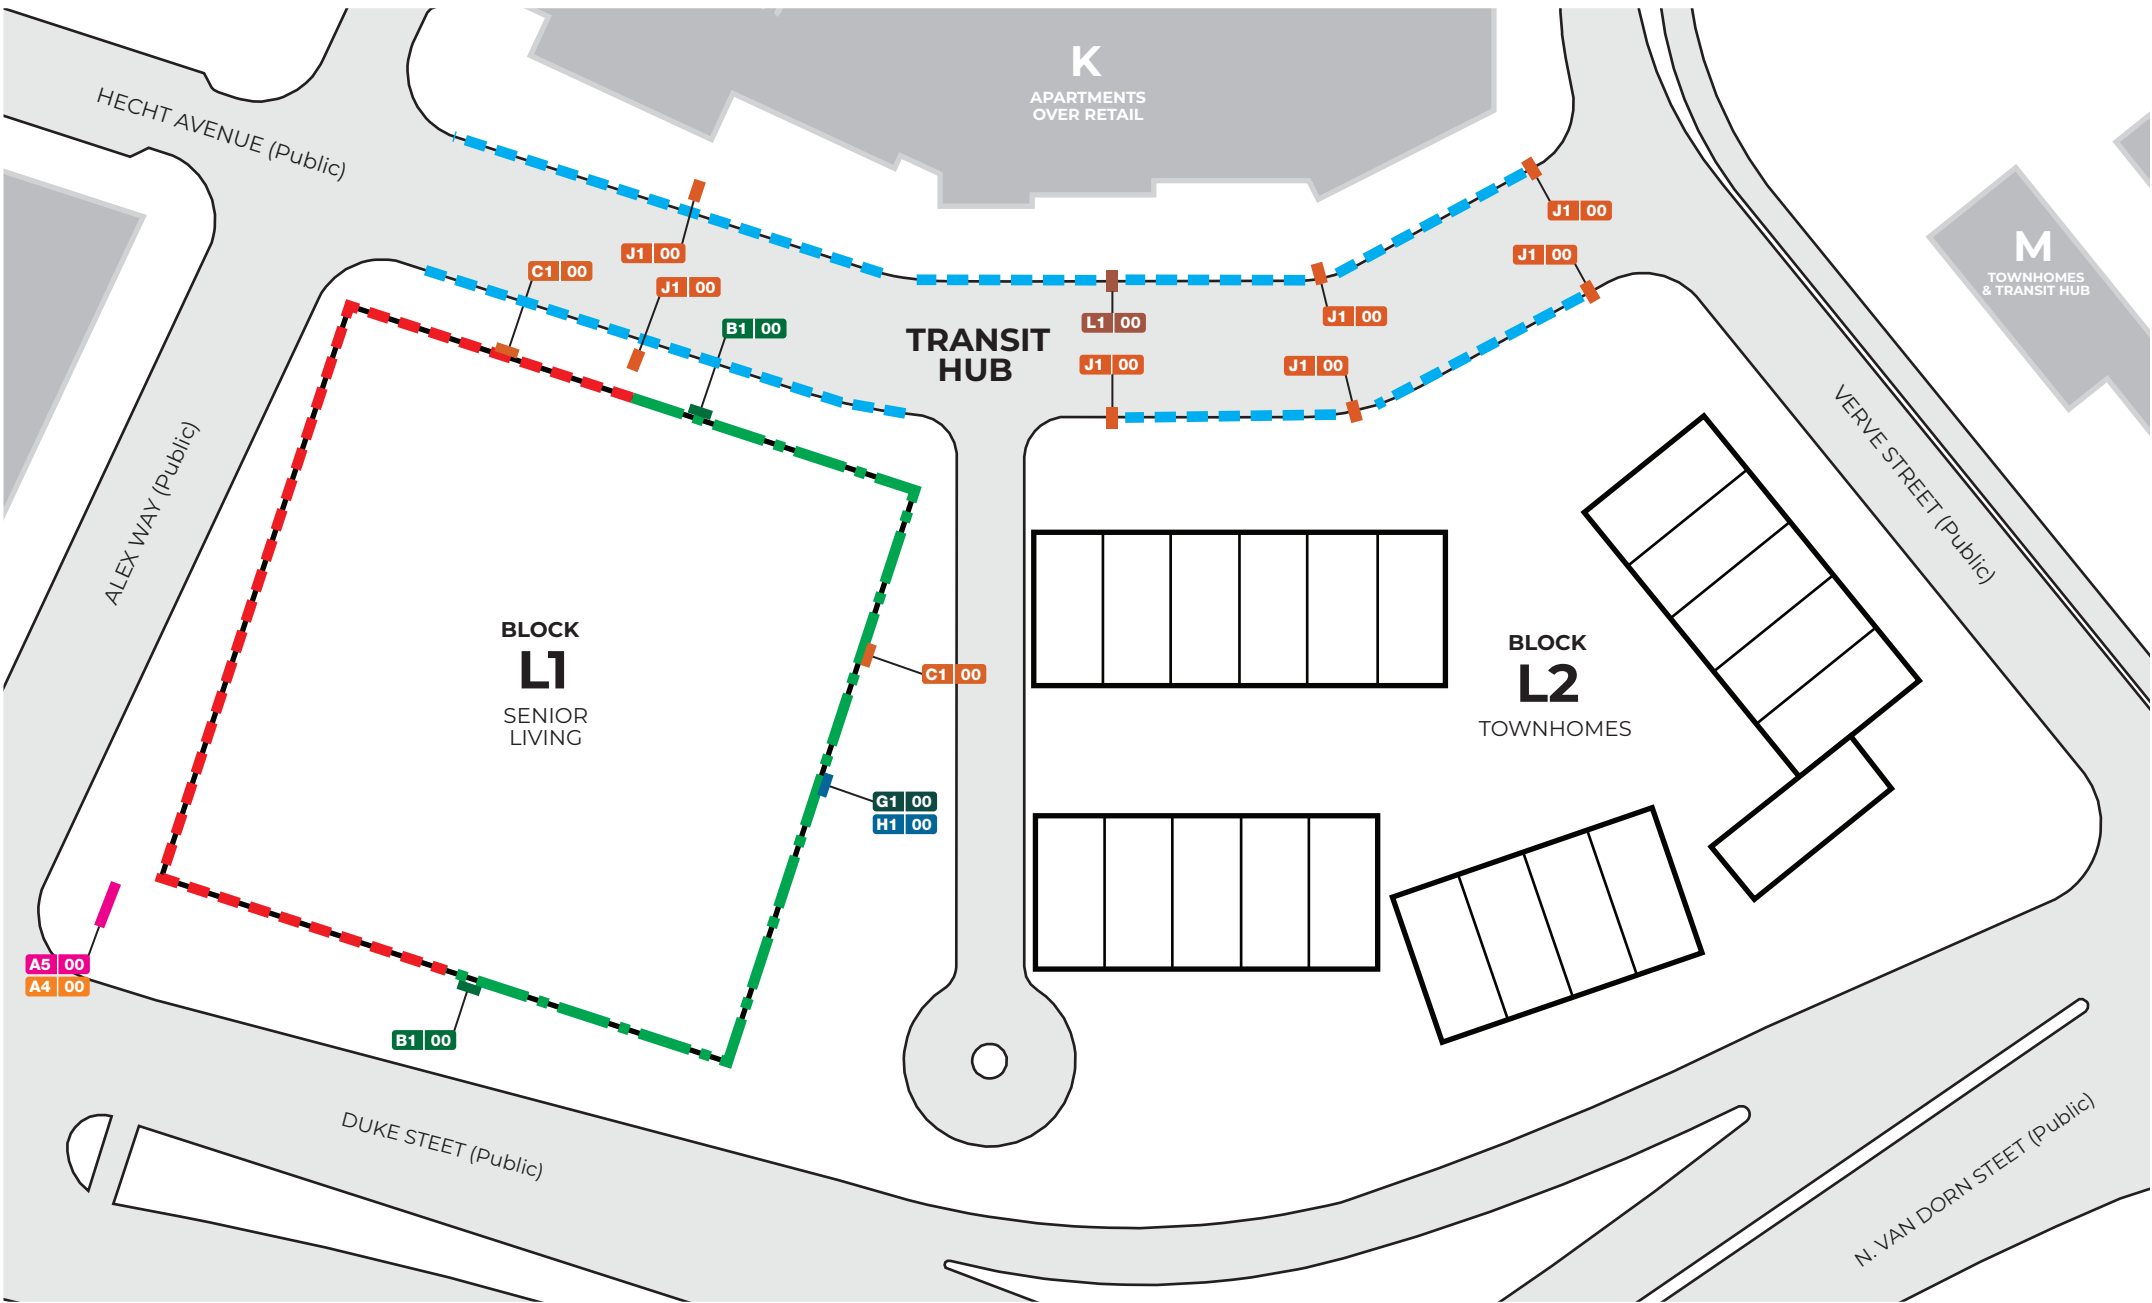 K
APARTMENTS
OVER RETAIL
HECHT AVENUE (Public)
J1 00
J1 00
M
TOWNHOMES
& TRANSIT HUB
J1 00
C1 00
J1 00
B1 00
L1 00
J1 00
TRANSIT
HUB
J1 00
J1 00
ALEX WAY (Public)
VERVE STREET (Public)
BLOCK
L1
SENIOR
LIVING
C1 00
BLOCK
L2
TOWNHOMES
G1 00
H1 00
A5 00
A4 00
B1 00
DUKE STEET (Public)
N. VAN DORN STEET (Public)